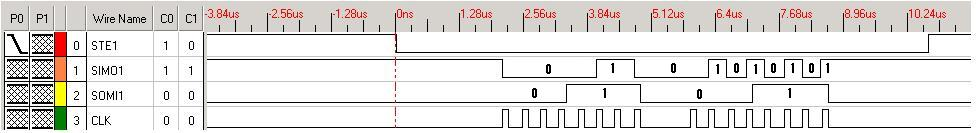 P0 P1 Wire Name C0 C1 -3.84us -2.56us -1.28us 0ns 1.28us 2.56us 3.84us 5.12us 6.4us 7.68us 8.96us 10.24us
0 STE1 1 0
1 SIMO1 1 1 0 1 0 1 0 1 0 1 0 1
2 SOMI1 0 0 0 1 0 1
3 CLK 0 0